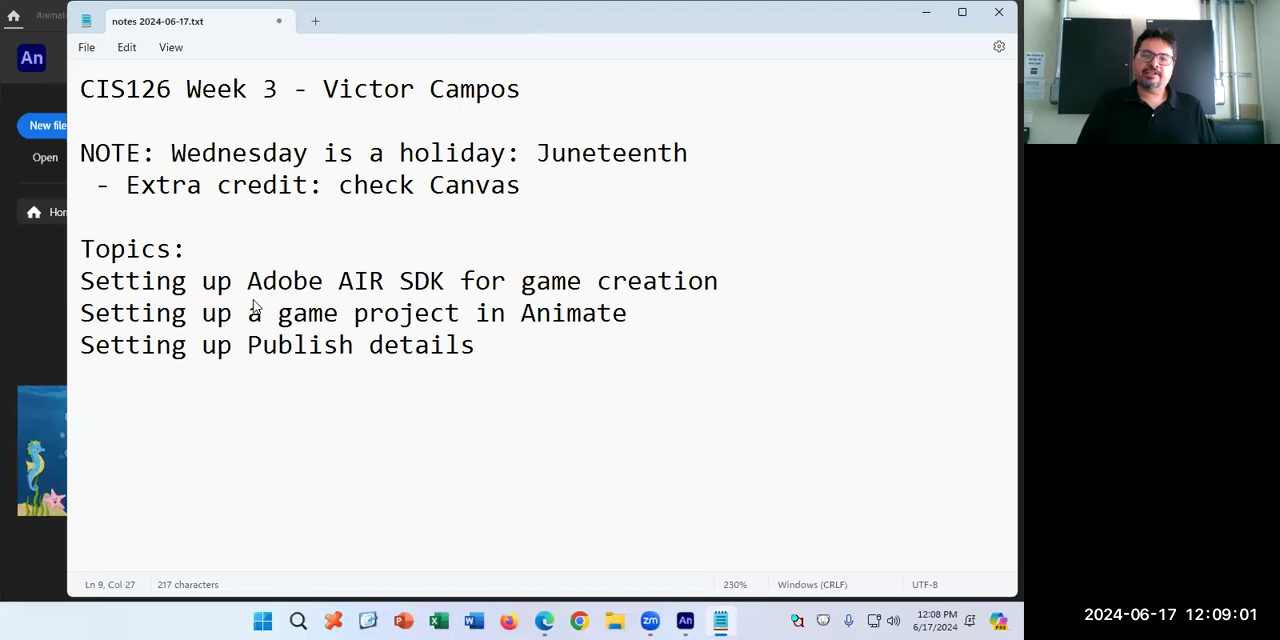 Animat
notes 2024-06-17.txt
File Edit View
An
CIS126 Week 3 - Victor Campos
New file
NOTE: Wednesday is a holiday: Juneteenth
Open
- Extra credit: check Canvas
Hom
Topics:
Setting up Adobe AIR SDK for game creation
Setting up a game project in Animate
Setting up Publish details
Ln 9, Col 27 217 characters 230% Windows (CRLF) UTF-8
12:08 PM
6/17/2024
2024-06-17 12:09:01